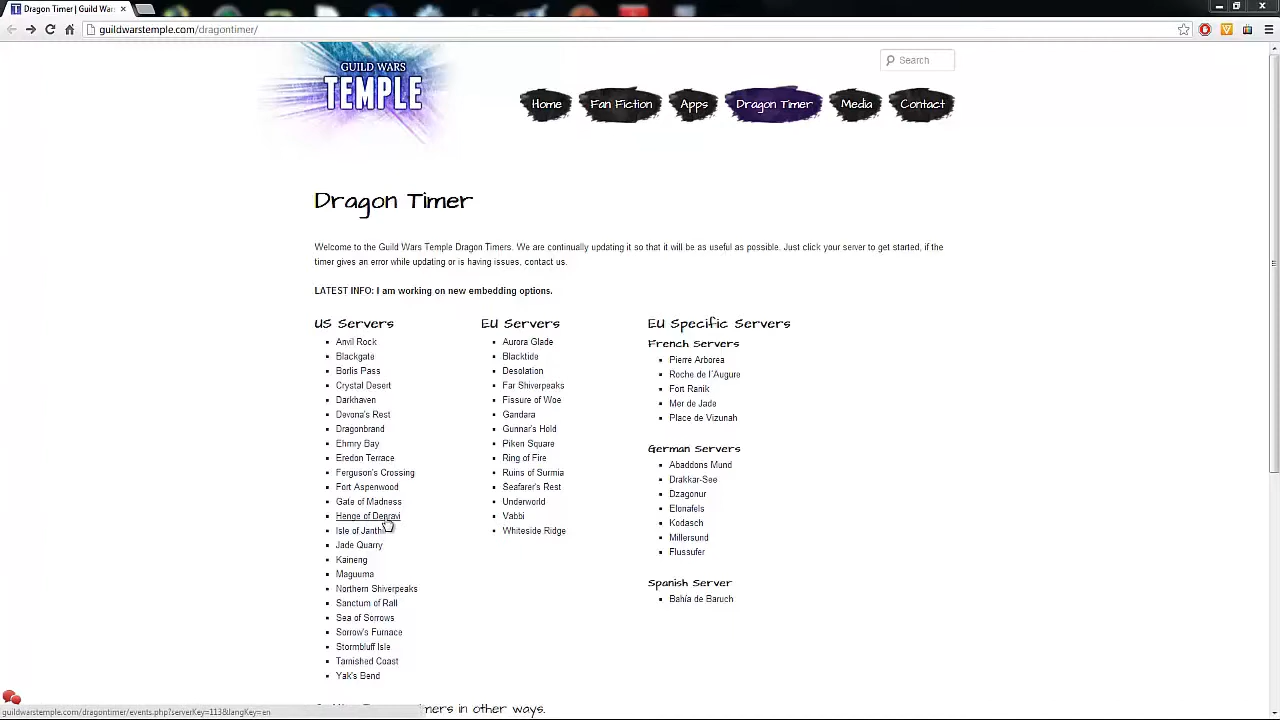 Dragon Timer | Guild War
guildwarstemple.com/dragontimer/
GUILD WARS
TEMPLE
Search
Home
Fan Fiction
Apps
Dragon Timer
Media
Contact
Dragon Timer
Welcome to the Guild Wars Temple Dragon Timers. We are continually updating it so that it will be as useful as possible. Just click your server to get started, if the
timer gives an error while updating or is having issues, contact us.
LATEST INFO: I am working on new embedding options.
US Servers
Anvil Rock
Blackgate
Borlis Pass
Crystal Desert
Darkhaven
Devona's Rest
Dragonbrand
Ehmry Bay
Eredon Terrace
Ferguson's Crossing
Fort Aspenwood
Gate of Madness
Henge of Denravi
Isle of Janth
Jade Quarry
Kaineng
Maguuma
Northern Shiverpeaks
Sanctum of Rall
Sea of Sorrows
Sorrow's Furnace
Stormbluff Isle
Tarnished Coast
Yak's Bend
EU Servers
Aurora Glade
Blacktide
Desolation
Far Shiverpeaks
Fissure of Woe
Gandara
Gunnar's Hold
Piken Square
Ring of Fire
Ruins of Surmia
Seafarer's Rest
Underworld
Vabbi
Whiteside Ridge
EU Specific Servers
French Servers
Pierre Arborea
Roche de l'Augure
Fort Ranik
Mer de Jade
Place de Vizunah
German Servers
Abaddons Mund
Drakkar-See
Dzagonur
Elonafels
Kodasch
Millersund
Flussufer
Spanish Server
Bahía de Baruch
mers in other ways.
guildwarstemple.com/dragontimer/events.php?serverKey=113&langKey=en